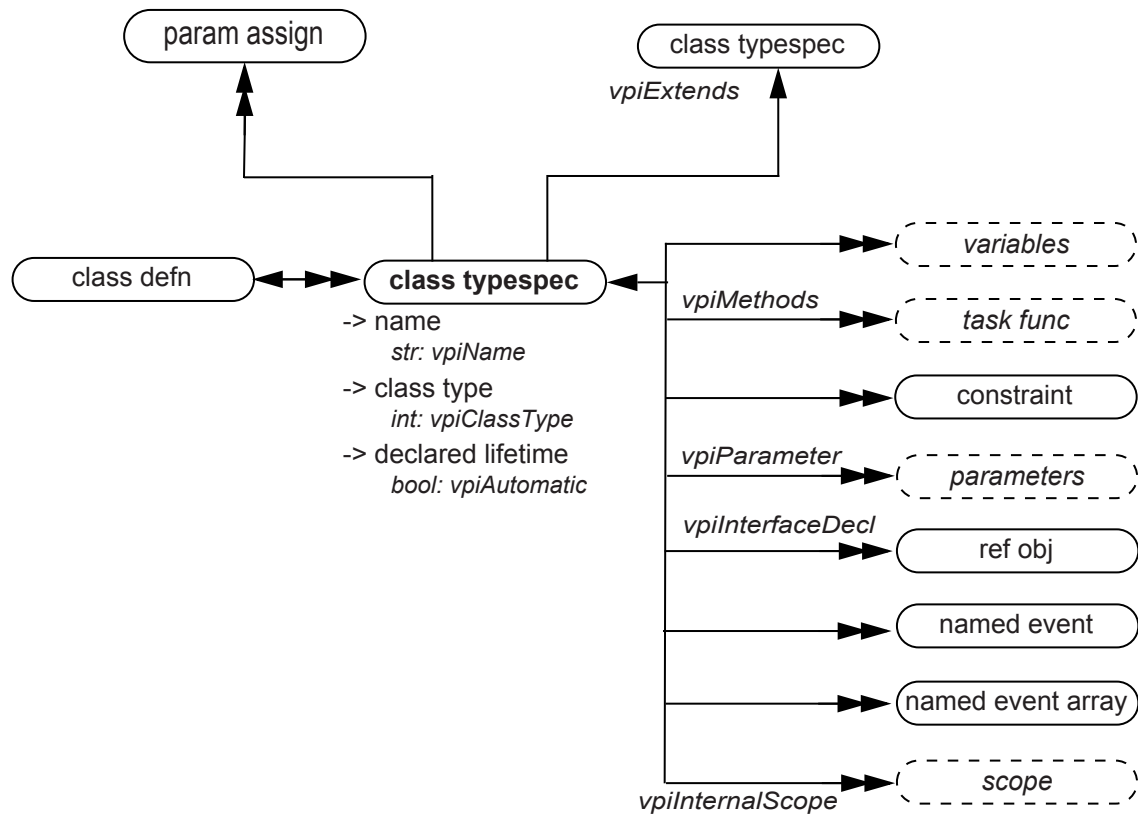 param assign
class typespec
vpiExtends
variables
class defn
class typespec
vpiMethods
-> name
task func
str: vpiName
-> class type
constraint
int: vpiClassType
-> declared lifetime
vpiParameter
bool: vpiAutomatic
parameters
vpiInterfaceDecl
ref obj
named event
named event array
scope
vpiInternalScope